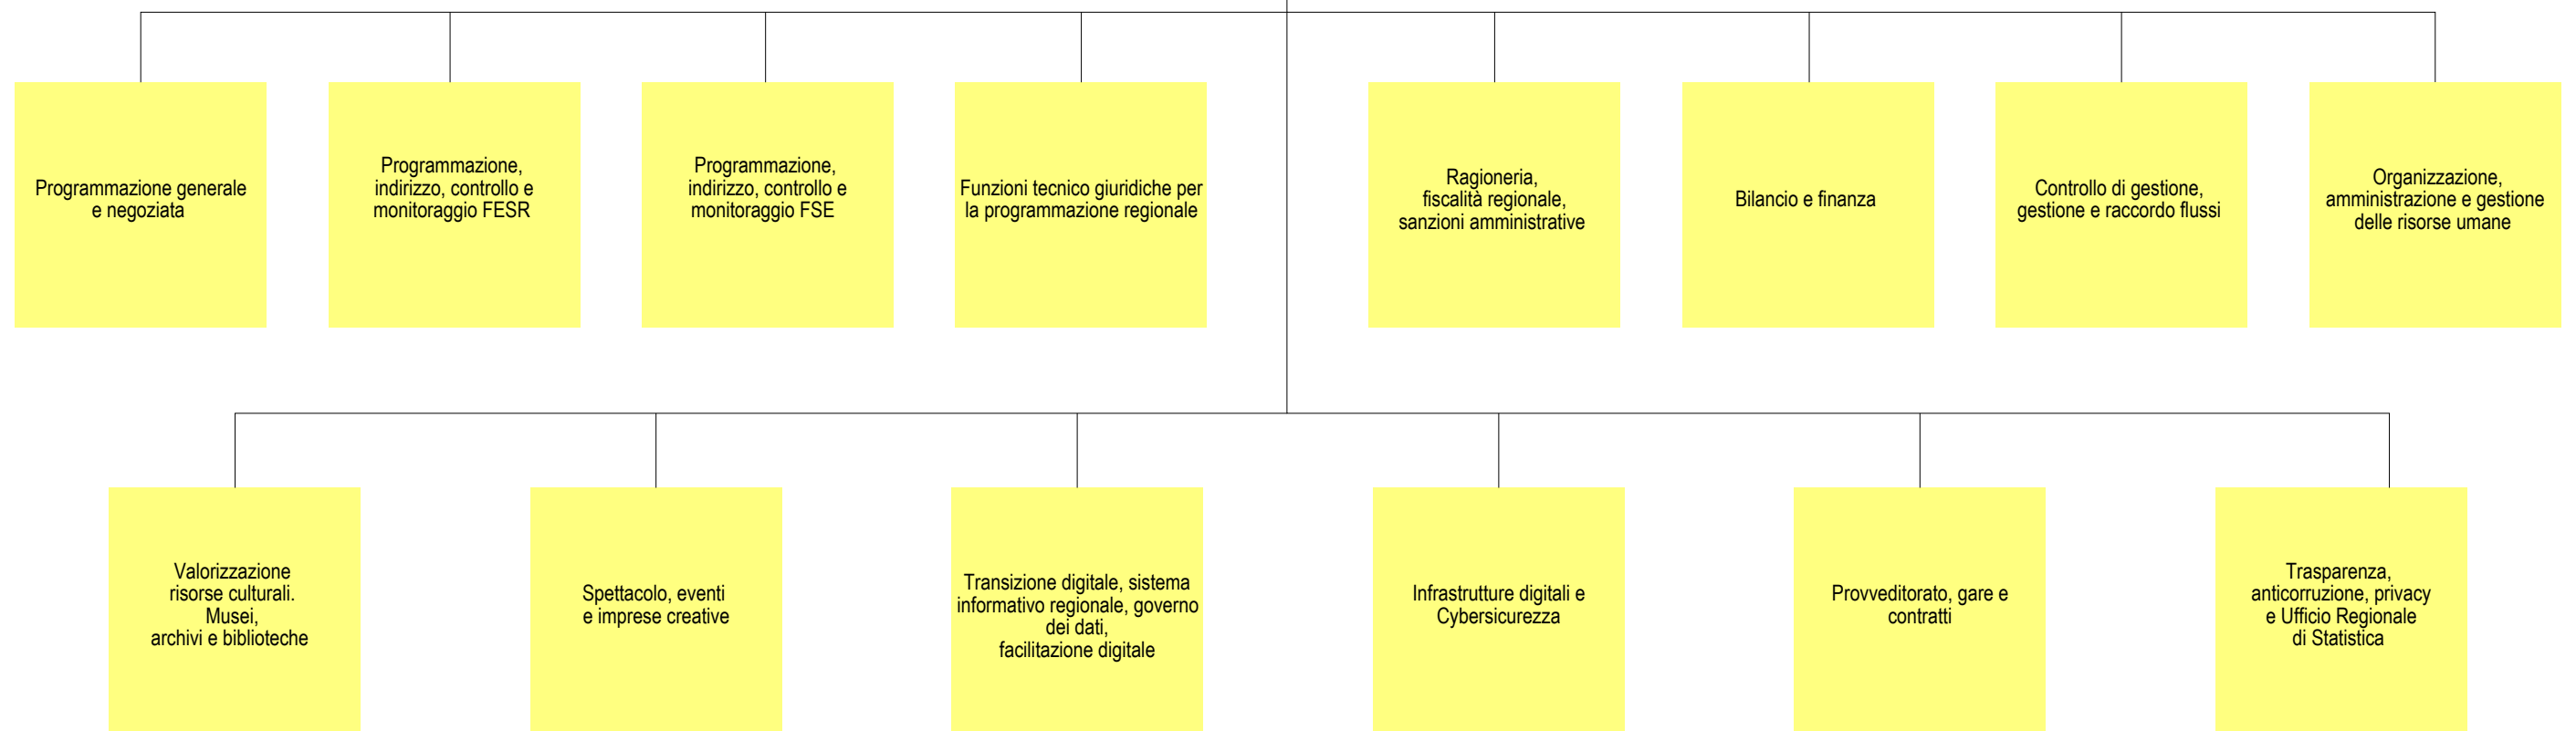 Programmazione generale
e negoziata
Programmazione,
indirizzo, controllo e
monitoraggio FESR
Programmazione,
indirizzo, controllo e
monitoraggio FSE
Funzioni tecnico giuridiche per
la programmazione regionale
Ragioneria,
fiscalità regionale,
sanzioni amministrative
Bilancio e finanza
Controllo di gestione,
gestione e raccordo flussi
Organizzazione,
amministrazione e gestione
delle risorse umane
Valorizzazione
risorse culturali.
Musei,
archivi e biblioteche
Spettacolo, eventi
e imprese creative
Transizione digitale, sistema
informativo regionale, governo
dei dati,
facilitazione digitale
Infrastrutture digitali e
Cybersicurezza
Provveditorato, gare e
contratti
Trasparenza,
anticorruzione, privacy
e Ufficio Regionale
di Statistica